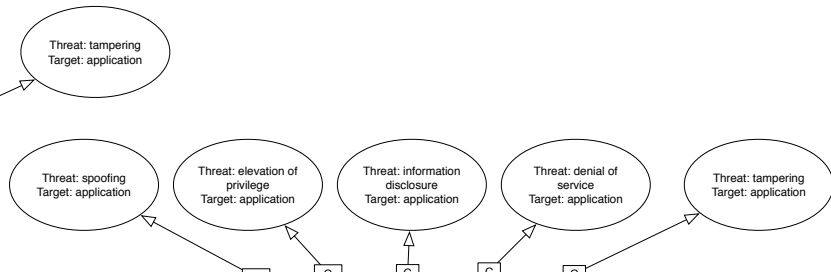 Threat: tampering
Target: application
Threat: spoofing
Target: application
Threat: elevation of
privilege
Target: application
Threat: information
disclosure
Target: application
Threat: denial of
service
Target: application
Threat: tampering
Target: application